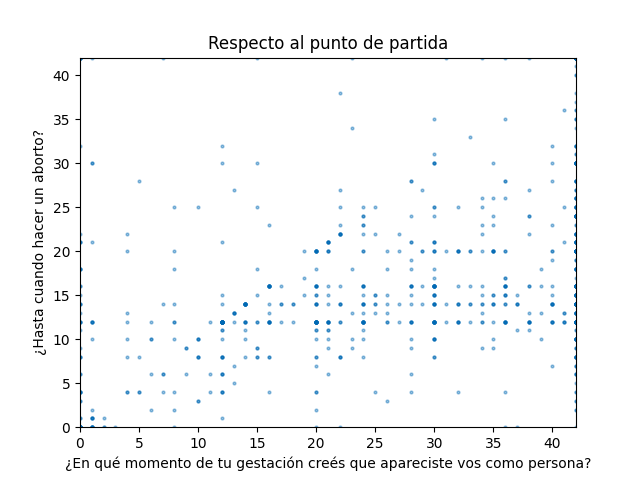 Respecto al punto de partida
40
35
30
25
20
15
10
5
0
¿Hasta cuando hacer un aborto?
0 5 10 15 20 25 30 35 40
¿En qué momento de tu gestación creés que apareciste vos como persona?